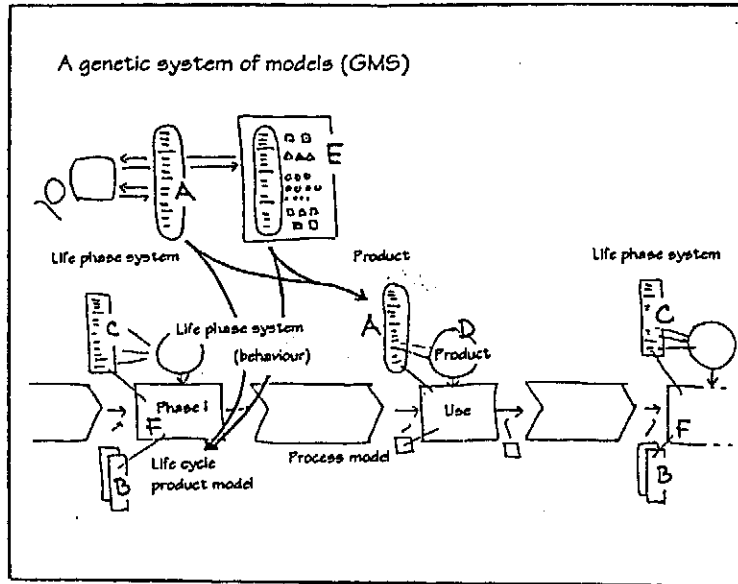 A genetic system of models (GMS)
A
E
Life phase system
Product
Life phase system
C
Life phase system
(behaviour)
A
D
Product
C
Phase i
F
Use
F
B
Life cycle
product model
Process model
B